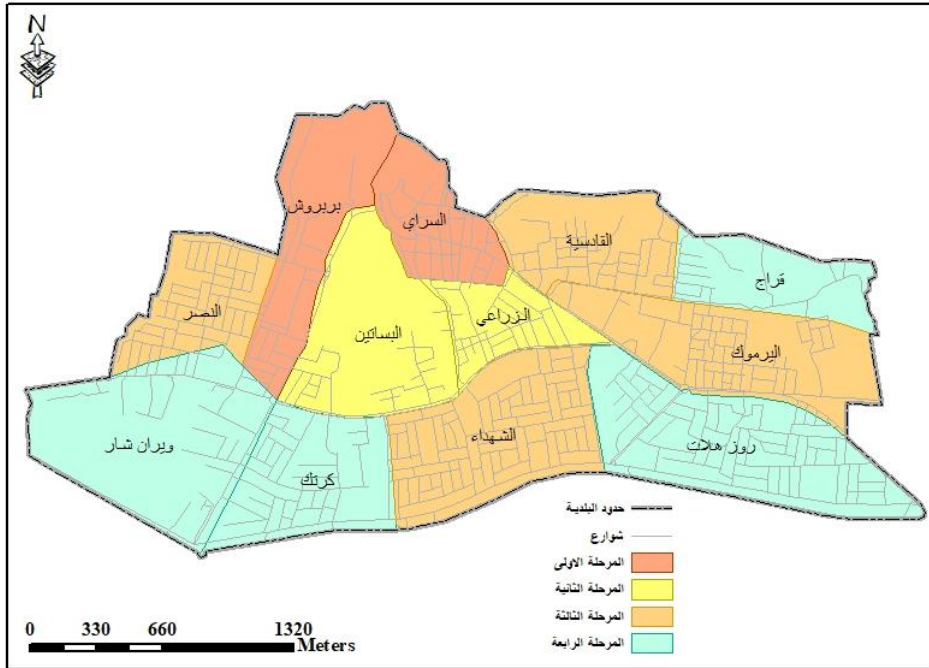 N
بربروش
السراي
القادسية
قراج
النصر
الزراعي
البساتين
اليرموك
ويران شار
كرتك
الشهداء
روز هلات
حدود البلدية
شوارع
المرحلة الاولى
المرحلة الثانية
المرحلة الثالثة
المرحلة الرابعة
0 330 660 1320
Meters